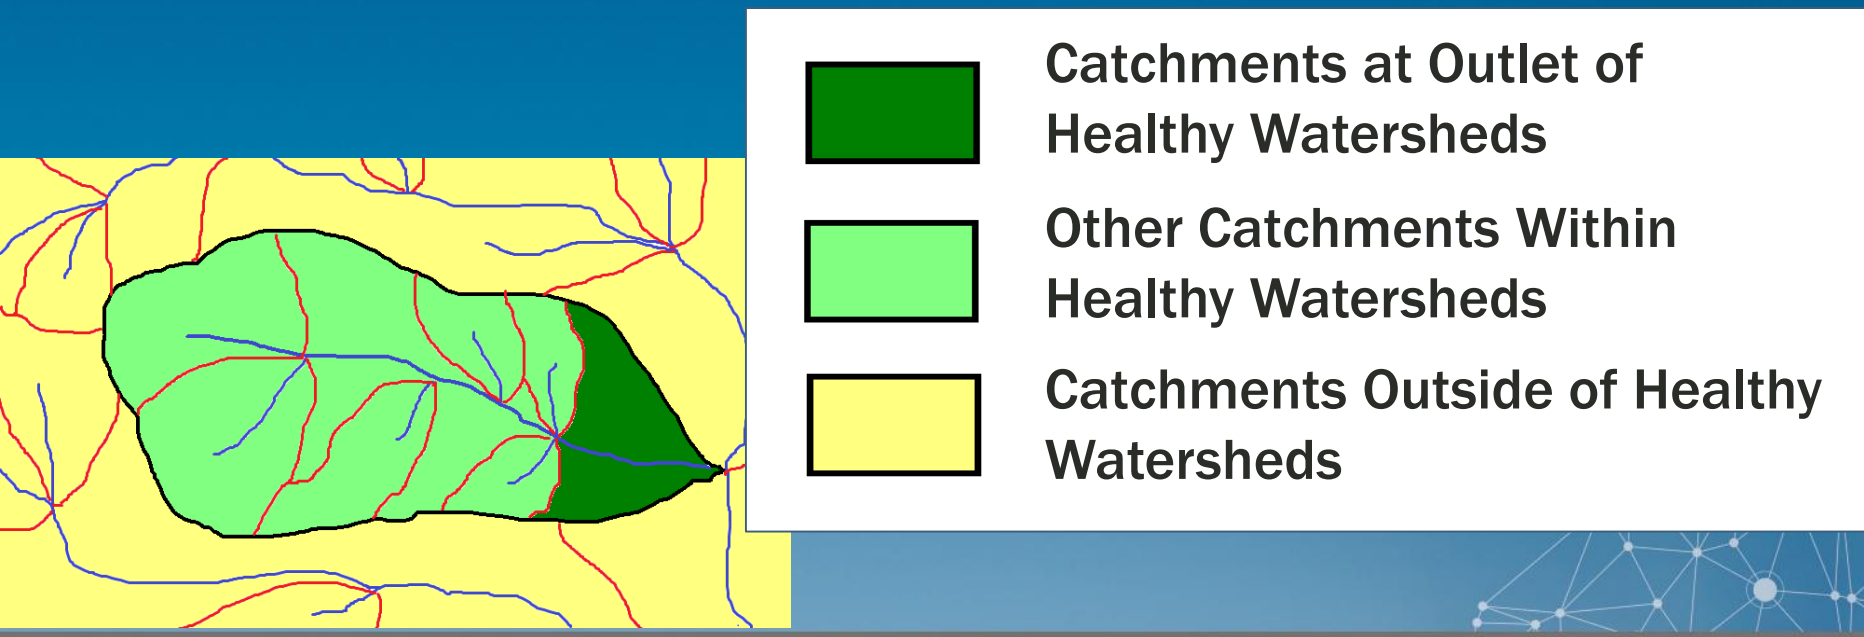 Catchments at Outlet of
Healthy Watersheds
Other Catchments Within
Healthy Watersheds
Catchments Outside of Healthy
Watersheds